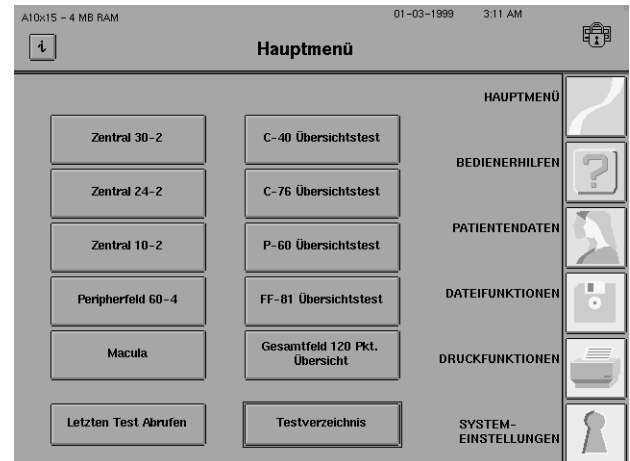 A10x15 – 4 MB RAM
01-03-1999 3:11 AM
i
Hauptmenü
HAUPTMENÜ
Zentral 30-2
C-40 Übersichtstest
BEDIENERHILFEN
?
Zentral 24-2
C-76 Übersichtstest
PATIENTENDATEN
Zentral 10-2
P-60 Übersichtstest
DATEIFUNKTIONEN
Peripherfeld 60-4
FF-81 Übersichtstest
Macula
Gesamtfeld 120 Pkt.
Übersicht
DRUCKFUNKTIONEN
Letzten Test Abrufen
Testverzeichnis
SYSTEM-
EINSTELLUNGEN